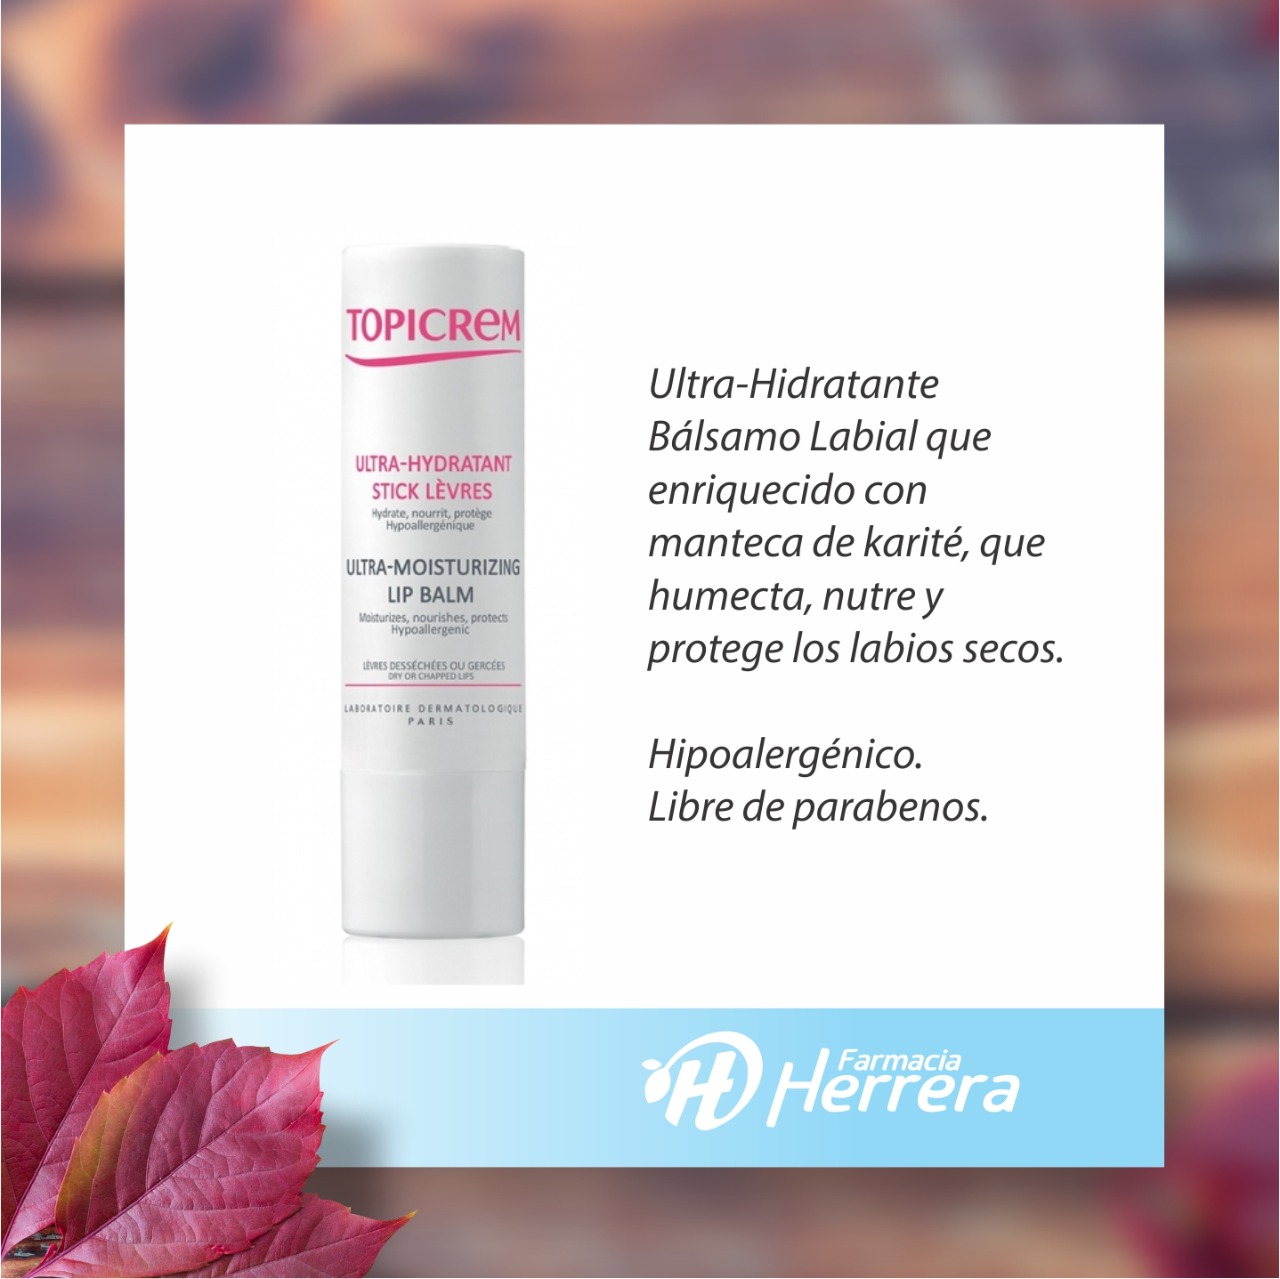 TOPICREM
ULTRA-HYDRATANT
STICK LÈVRES
Hydrate, nourrit, protège
Hypoallergénique
ULTRA-MOISTURIZING
LIP BALM
Moisturizes, nourishes, protects
Hypoallergenic
LÈVRES DESSÉCHÉES OU GERCÉES
DRY OR CHAPPED LIPS
LABORATOIRE DERMATOLOGIQUE
PARIS
Ultra-Hidratante
Bálsamo Labial que
enriquecido con
manteca de karité, que
humecta, nutre y
protege los labios secos.
Hipoalergénico.
Libre de parabenos.
Farmacia
Herrera